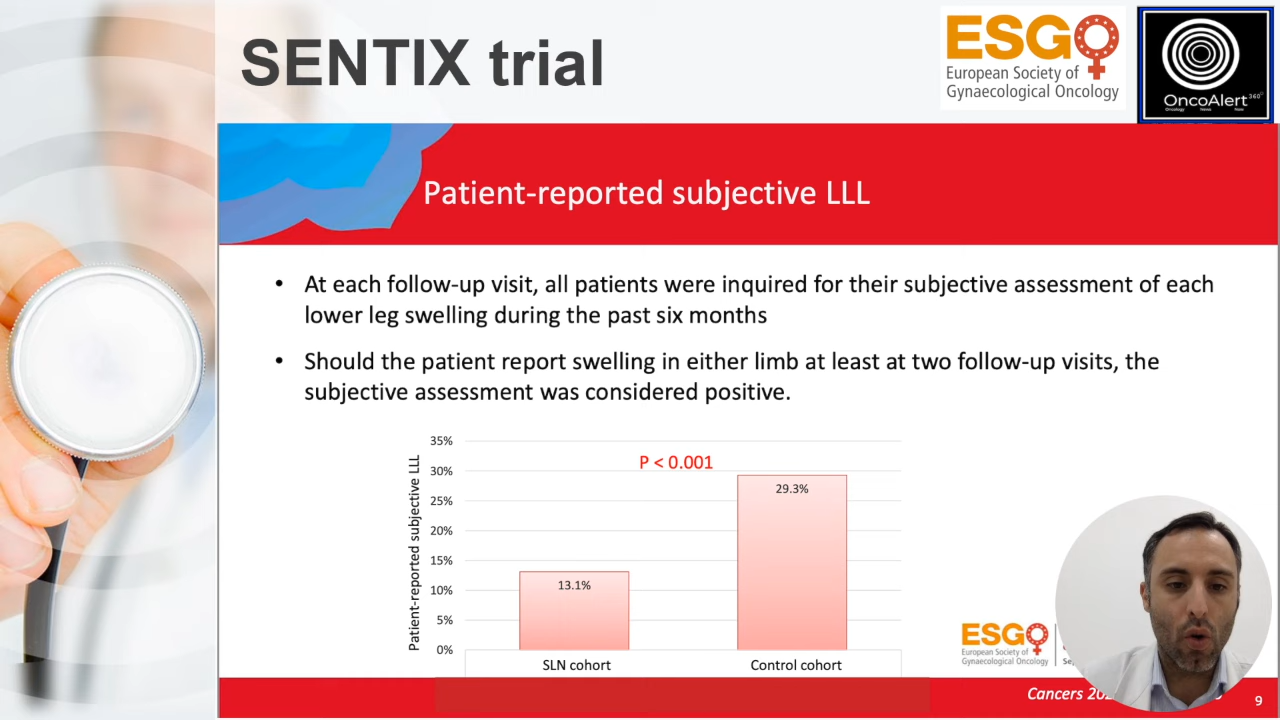 SENTIX trial
ESGO
European Society of
Gynaecological Oncology
OncoAlert 360°
Patient-reported subjective LLL
• At each follow-up visit, all patients were inquired for their subjective assessment of each
lower leg swelling during the past six months
• Should the patient report swelling in either limb at least at two follow-up visits, the
subjective assessment was considered positive.
Patient-reported subjective LLL
35%
30%
25%
20%
15%
10%
5%
0%
P < 0.001
13.1%
29.3%
SLN cohort
Control cohort
ESGO
European Society of
Gynaecological Oncology
Cancers
9